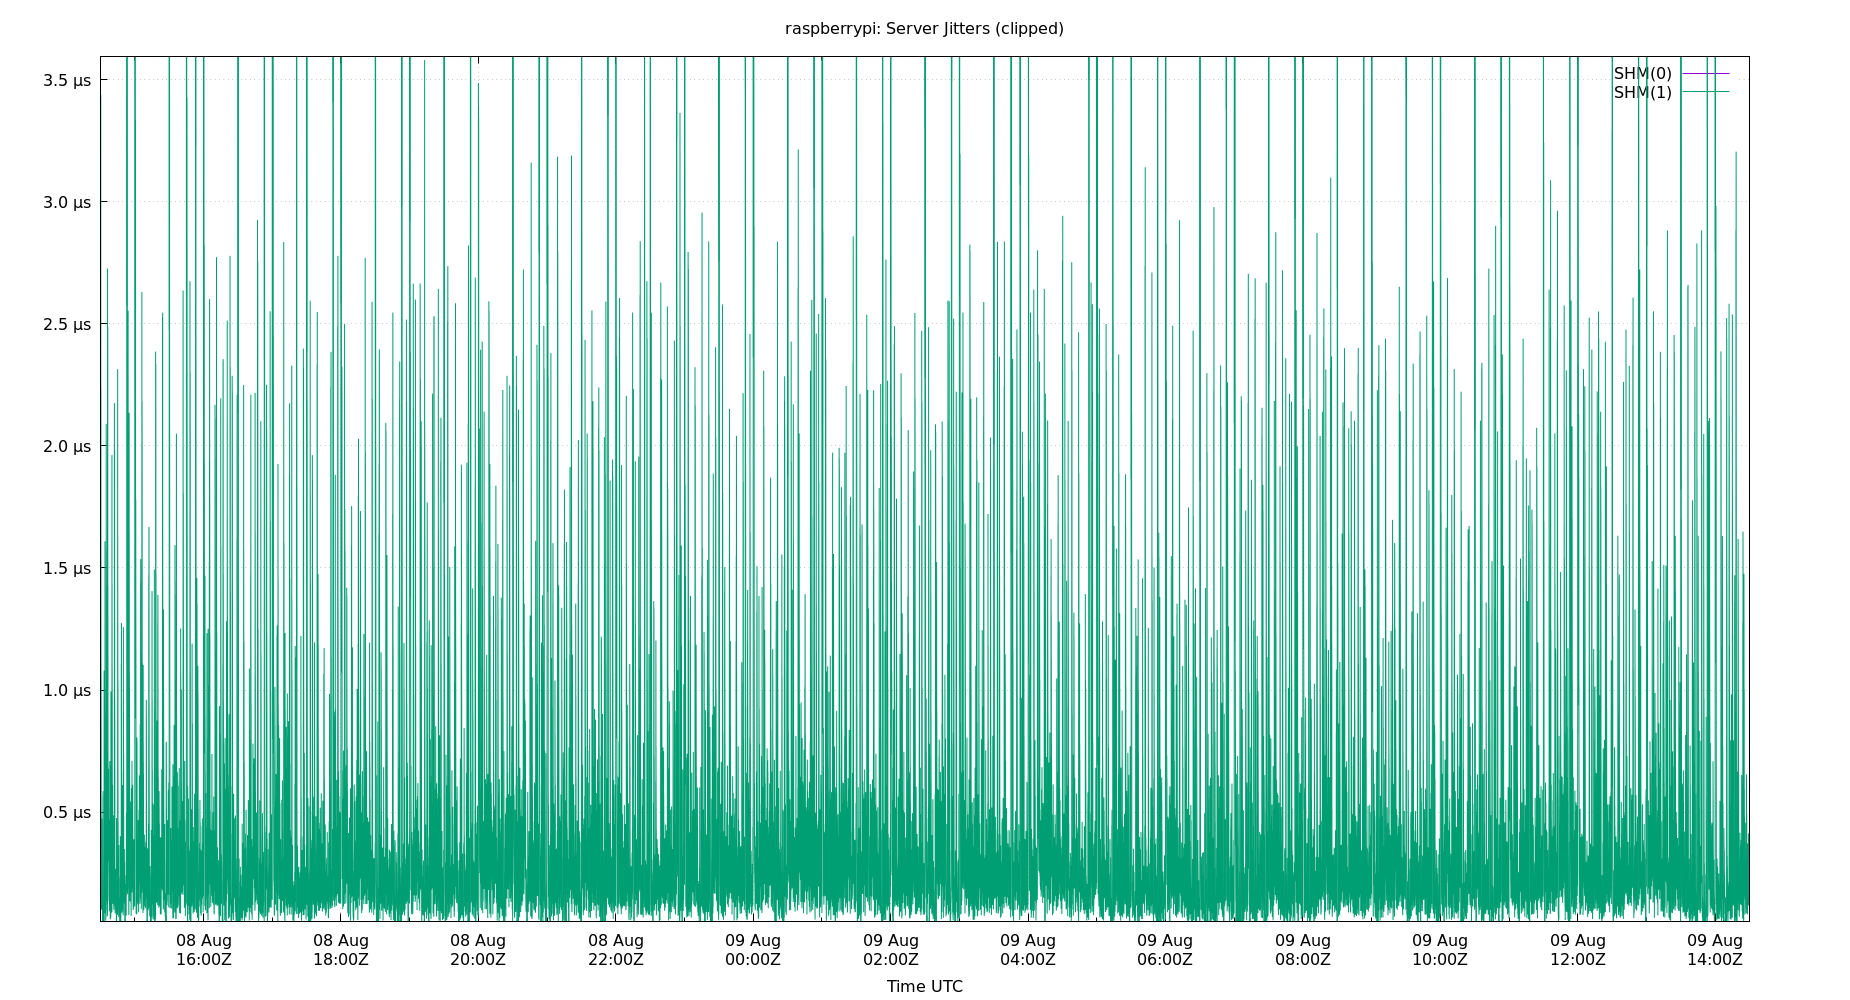 raspberrypi: Server Jitters (clipped)
3.5 µs
3.0 µs
2.5 µs
2.0 µs
1.5 µs
1.0 µs
0.5 µs
SHM(0)
SHM(1)
08 Aug 08 Aug 08 Aug 08 Aug 09 Aug 09 Aug 09 Aug 09 Aug 09 Aug 09 Aug 09 Aug 09 Aug
16:00Z 18:00Z 20:00Z 22:00Z 00:00Z 02:00Z 04:00Z 06:00Z 08:00Z 10:00Z 12:00Z 14:00Z
Time UTC